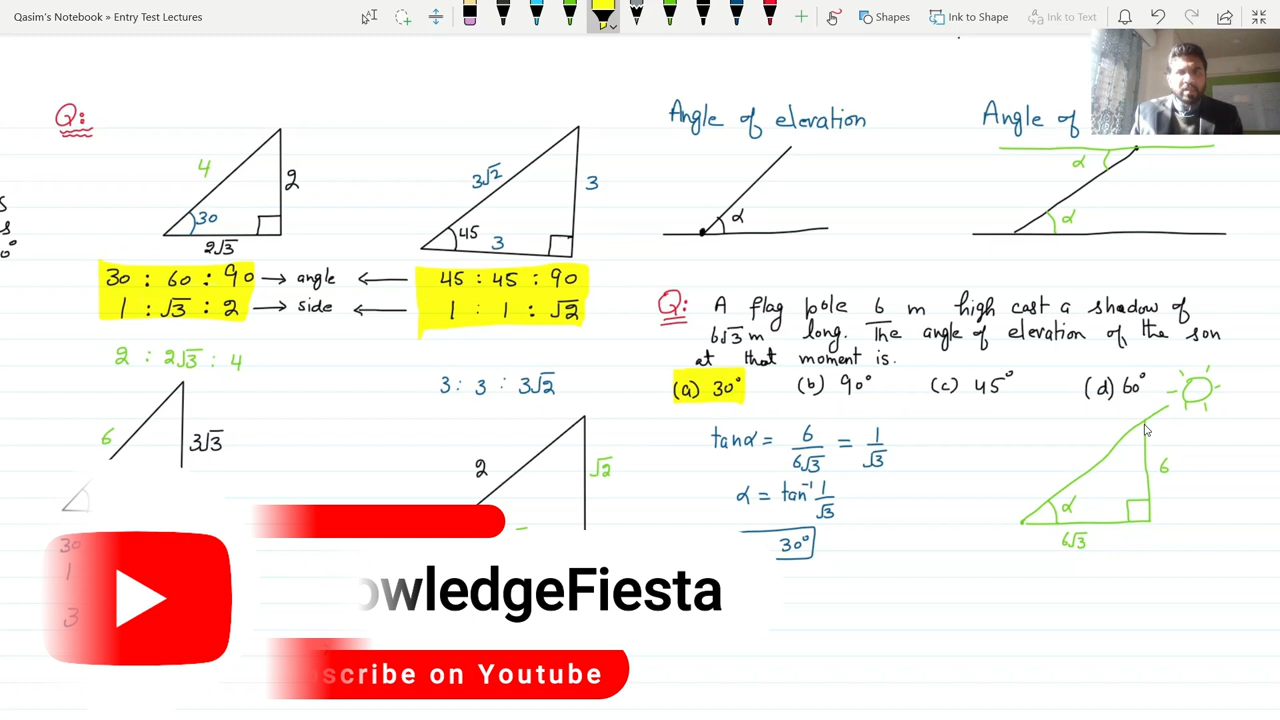 Qasim's Notebook » Entry Test Lectures
Shapes
Ink to Shape
Ink to Text
Q:
4
2
30
2√3
30 : 60 : 90 → angle
1 : √3 : 2 → side
2 : 2√3 : 4
6
3√3
30
1
3
3√2
3
45
3
← 45 : 45 : 90
← 1 : 1 : √2
3 : 3 : 3√2
2
√2
Angle of elevation
α
Angle of
α
α
Q: A flag pole 6 m high cast a shadow of
6√3 m long. The angle of elevation of the son
at that moment is.
(a) 30° (b) 90° (c) 45° (d) 60°
tanα = 6/6√3 = 1/√3
α = tan⁻¹ 1/√3
30°
6
α
6√3
owledgeFiesta
scribe on Youtube